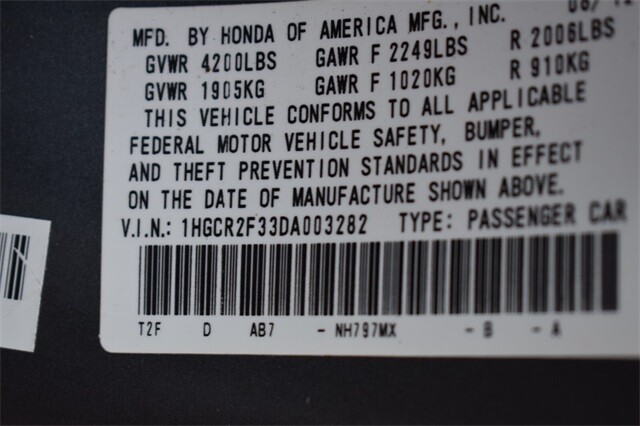 MFD. BY HONDA OF AMERICA MFG., INC.
GVWR 4200LBS GAWR F 2249LBS R 2006LBS
GVWR 1905KG GAWR F 1020KG R 910KG
THIS VEHICLE CONFORMS TO ALL APPLICABLE
FEDERAL MOTOR VEHICLE SAFETY, BUMPER,
AND THEFT PREVENTION STANDARDS IN EFFECT
ON THE DATE OF MANUFACTURE SHOWN ABOVE.
V.I.N.: 1HGCR2F33DA003282 TYPE: PASSENGER CAR
T2F D AB7 - NH797MX - B - A